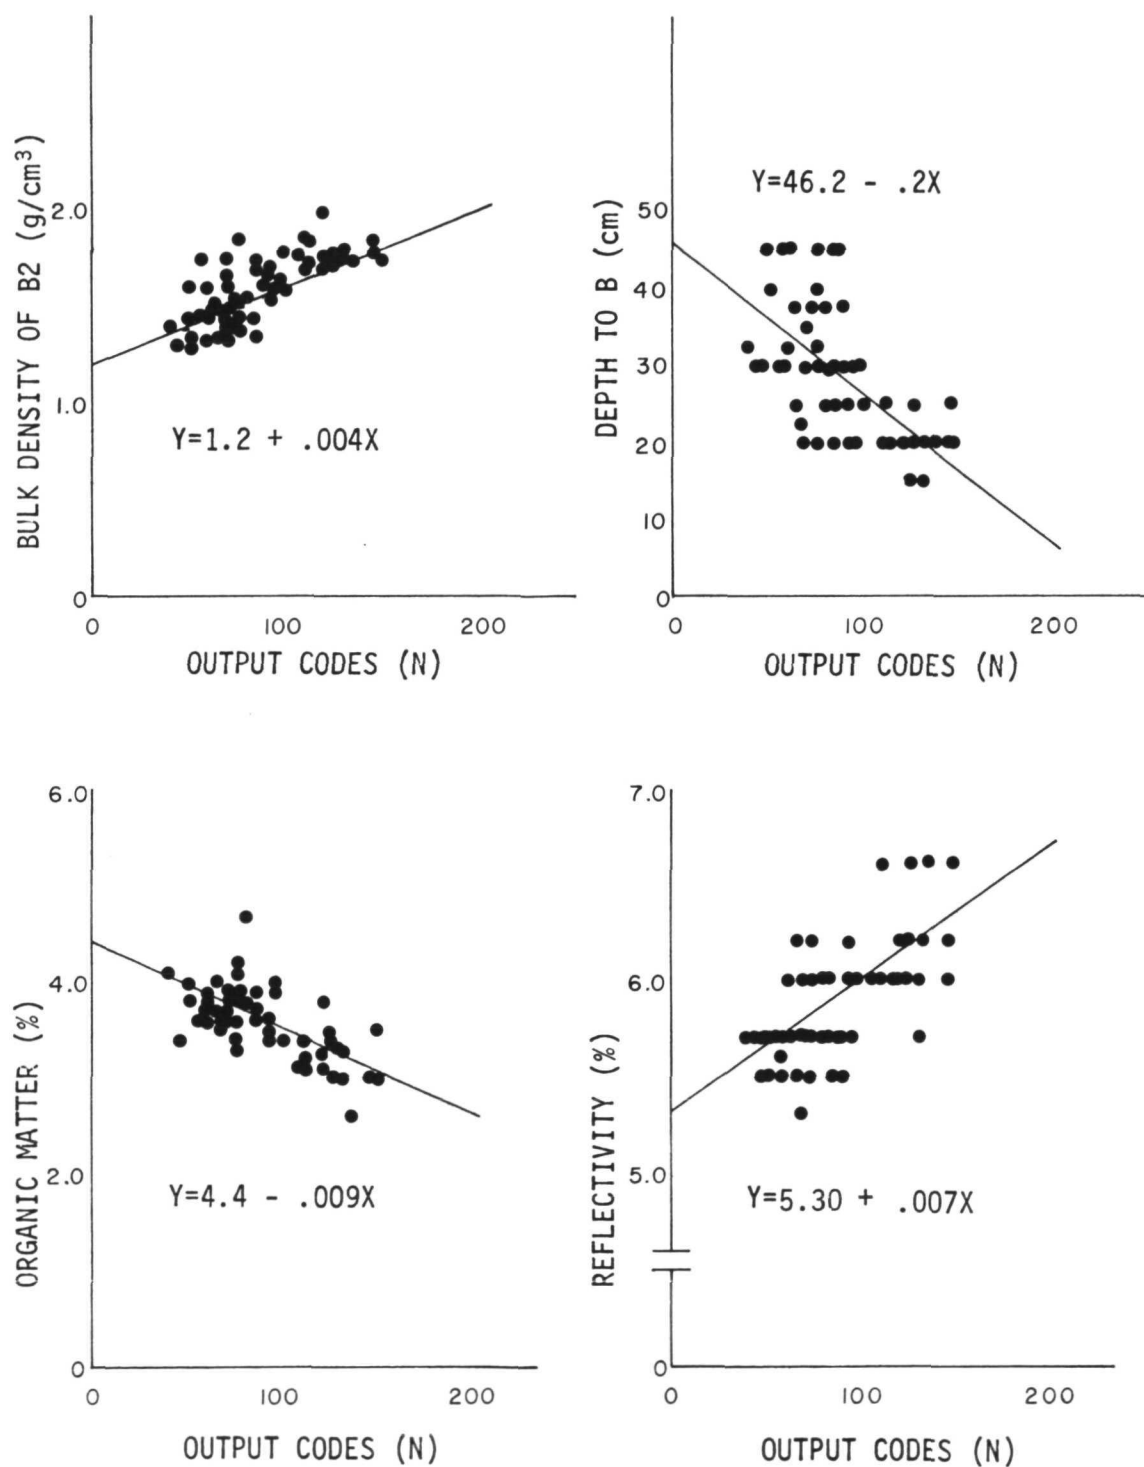 BULK DENSITY OF B2 (g/cm³)
2.0
1.0
0
Y=1.2 + .004X
0 100 200
OUTPUT CODES (N)
DEPTH TO B (cm)
50
40
30
20
10
0
Y=46.2 - .2X
0 100 200
OUTPUT CODES (N)
ORGANIC MATTER (%)
6.0
4.0
2.0
0
Y=4.4 - .009X
0 100 200
OUTPUT CODES (N)
REFLECTIVITY (%)
7.0
6.0
5.0
0
Y=5.30 + .007X
0 100 200
OUTPUT CODES (N)